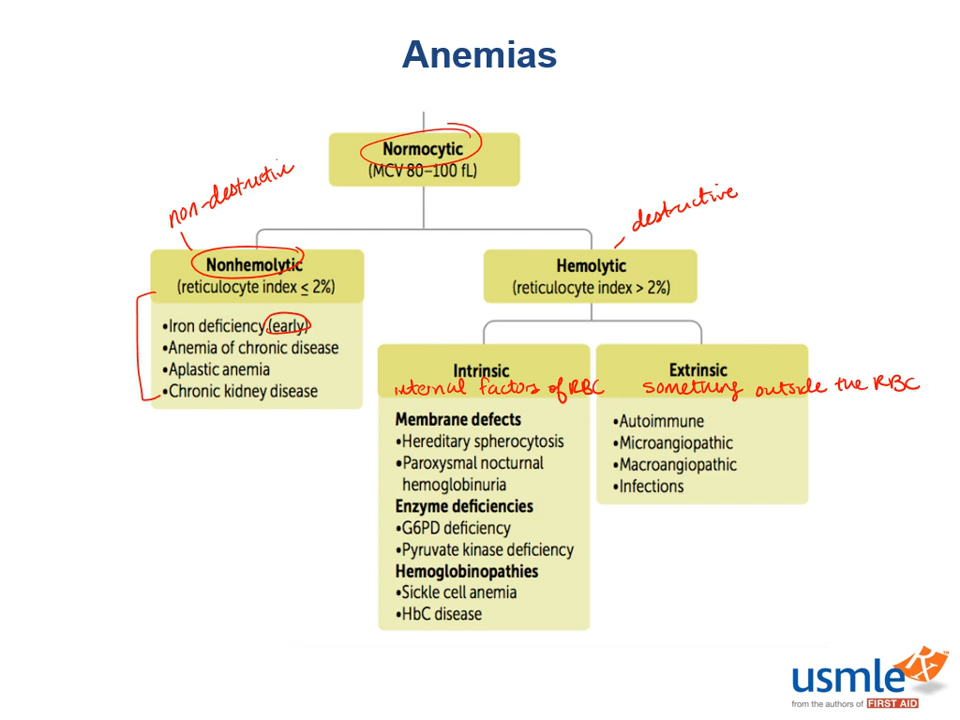 Anemias
Normocytic
(MCV 80–100 fL)
non-destructive
destructive
Nonhemolytic
(reticulocyte index ≤ 2%)
•Iron deficiency (early)
•Anemia of chronic disease
•Aplastic anemia
•Chronic kidney disease
Hemolytic
(reticulocyte index > 2%)
Intrinsic
internal factors of RBC
Membrane defects
•Hereditary spherocytosis
•Paroxysmal nocturnal
hemoglobinuria
Enzyme deficiencies
•G6PD deficiency
•Pyruvate kinase deficiency
Hemoglobinopathies
•Sickle cell anemia
•HbC disease
Extrinsic
something outside the RBC
•Autoimmune
•Microangiopathic
•Macroangiopathic
•Infections
usmle Rx™
from the authors of FIRST AID